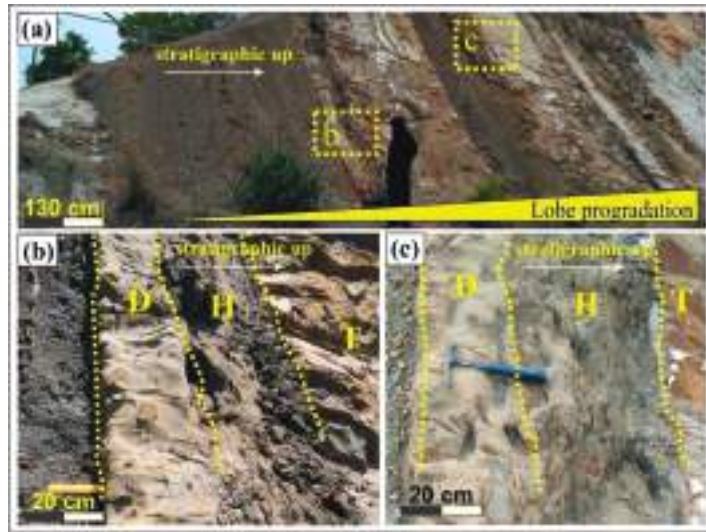 (a)
c
stratigraphic up
b
130 cm
Lobe progradation
(b)
stratigraphic up
D
H
T
20 cm
(c)
stratigraphic up
D
H
T
20 cm